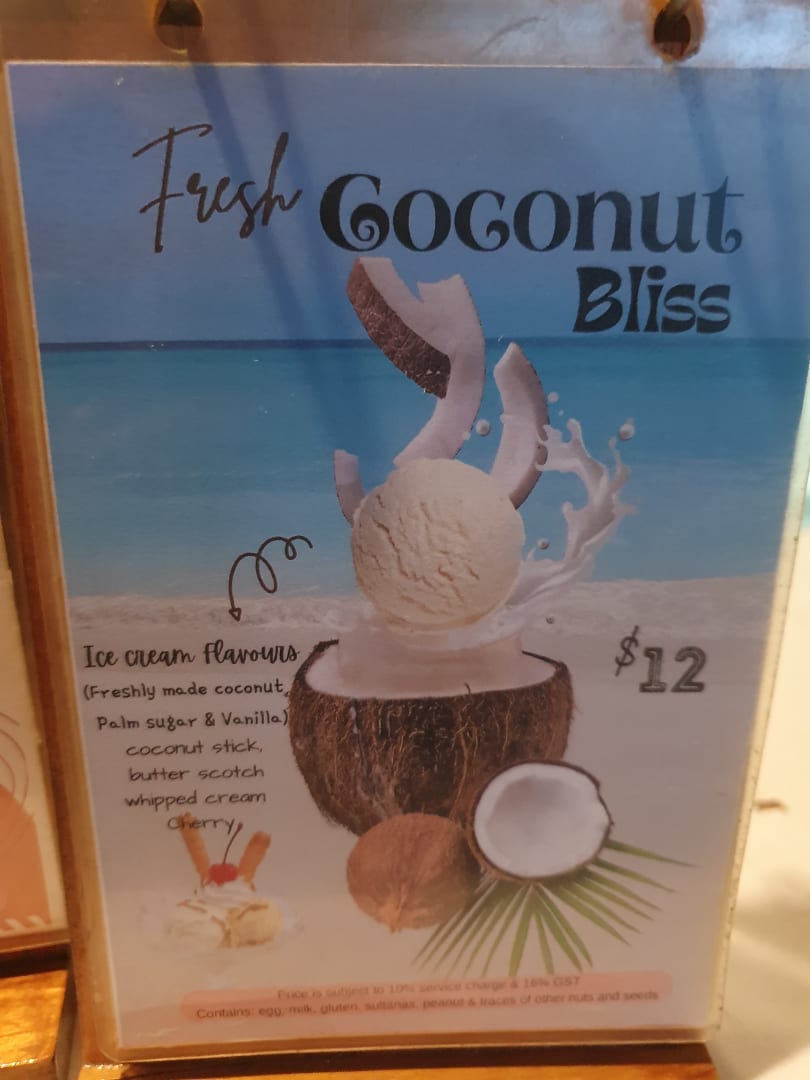 Fresh Coconut
Bliss
Ice cream flavours
(Freshly made coconut,
Palm sugar & Vanilla)
coconut stick,
butter scotch
whipped cream
Cherry,
$12
Price is subject to 10% service charge & 16% GST
Contains: egg, milk, gluten, sultanas, peanut & traces of other nuts and seeds